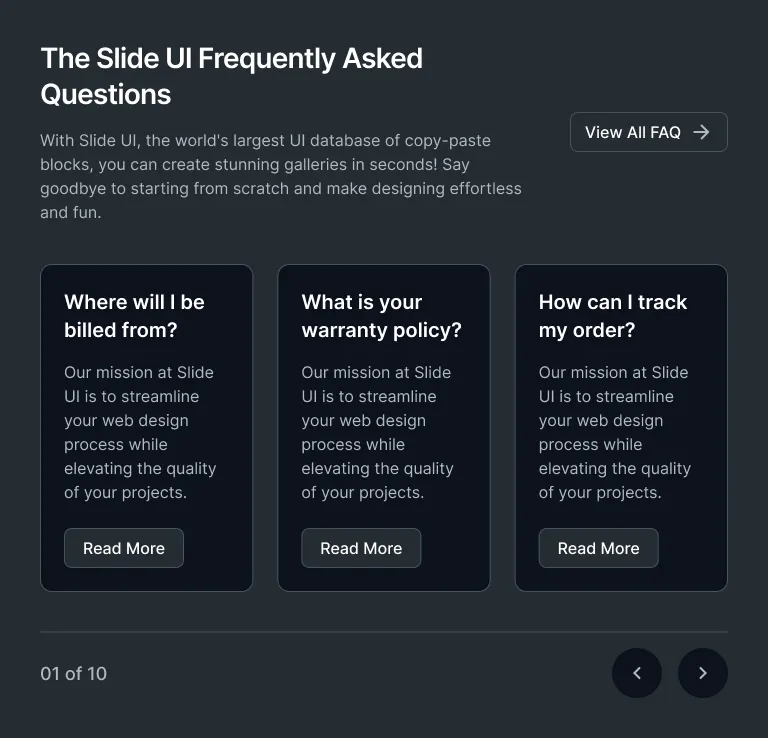 The Slide UI Frequently Asked
Questions
With Slide UI, the world's largest UI database of copy-paste
blocks, you can create stunning galleries in seconds! Say
goodbye to starting from scratch and make designing effortless
and fun.
View All FAQ
Where will I be
billed from?
Our mission at Slide
UI is to streamline
your web design
process while
elevating the quality
of your projects.
Read More
What is your
warranty policy?
Our mission at Slide
UI is to streamline
your web design
process while
elevating the quality
of your projects.
Read More
How can I track
my order?
Our mission at Slide
UI is to streamline
your web design
process while
elevating the quality
of your projects.
Read More
01 of 10